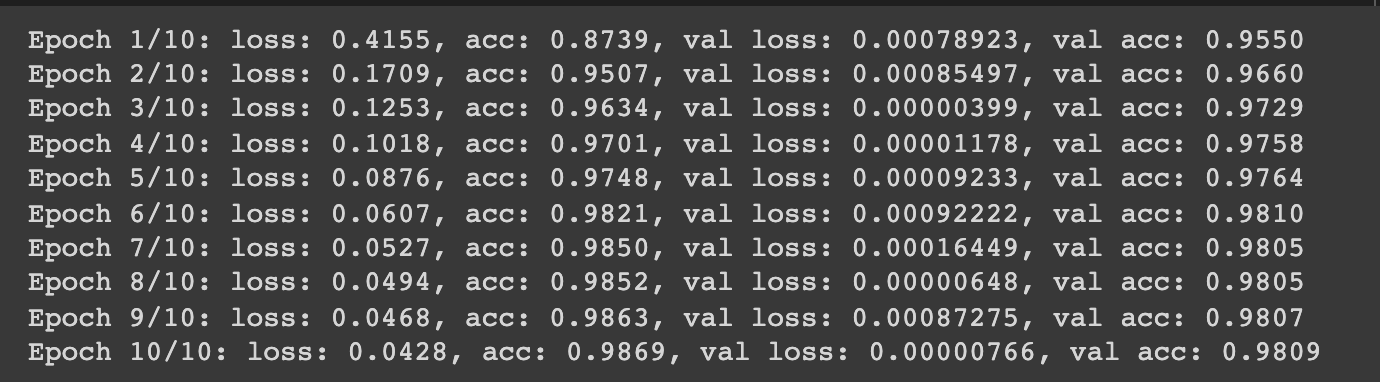 Epoch 1/10: loss: 0.4155, acc: 0.8739, val loss: 0.00078923, val acc: 0.9550
Epoch 2/10: loss: 0.1709, acc: 0.9507, val loss: 0.00085497, val acc: 0.9660
Epoch 3/10: loss: 0.1253, acc: 0.9634, val loss: 0.00000399, val acc: 0.9729
Epoch 4/10: loss: 0.1018, acc: 0.9701, val loss: 0.00001178, val acc: 0.9758
Epoch 5/10: loss: 0.0876, acc: 0.9748, val loss: 0.00009233, val acc: 0.9764
Epoch 6/10: loss: 0.0607, acc: 0.9821, val loss: 0.00092222, val acc: 0.9810
Epoch 7/10: loss: 0.0527, acc: 0.9850, val loss: 0.00016449, val acc: 0.9805
Epoch 8/10: loss: 0.0494, acc: 0.9852, val loss: 0.00000648, val acc: 0.9805
Epoch 9/10: loss: 0.0468, acc: 0.9863, val loss: 0.00087275, val acc: 0.9807
Epoch 10/10: loss: 0.0428, acc: 0.9869, val loss: 0.00000766, val acc: 0.9809